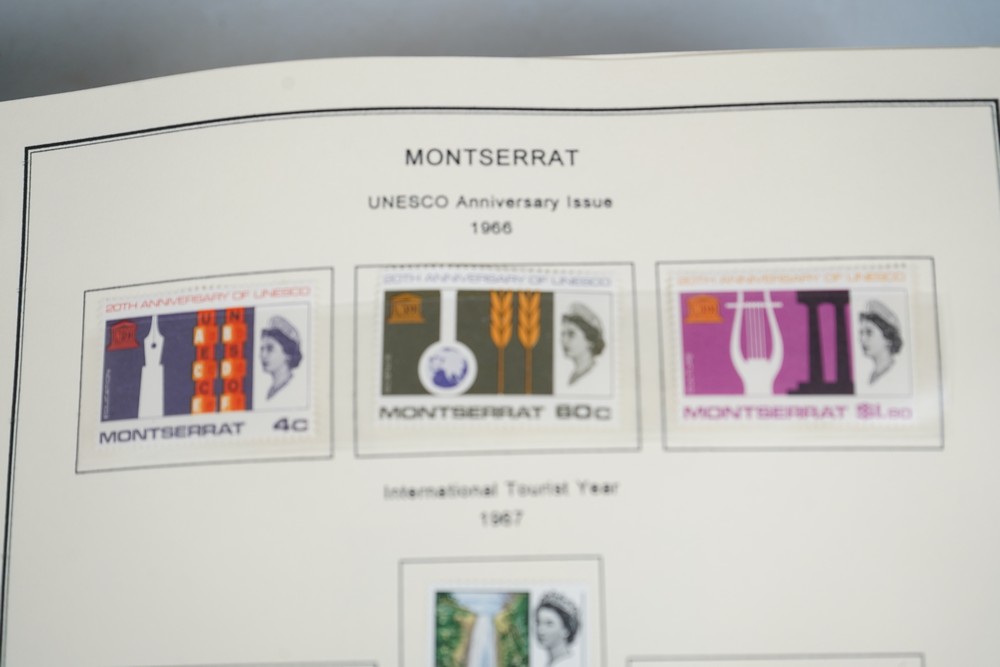 MONTSERRAT
UNESCO Anniversary Issue
1966
20TH ANNIVERSARY OF UNESCO
MONTSERRAT 4C
20TH ANNIVERSARY OF UNESCO
MONTSERRAT 60C
20TH ANNIVERSARY OF UNESCO
MONTSERRAT $1.80
International Tourist Year
1967